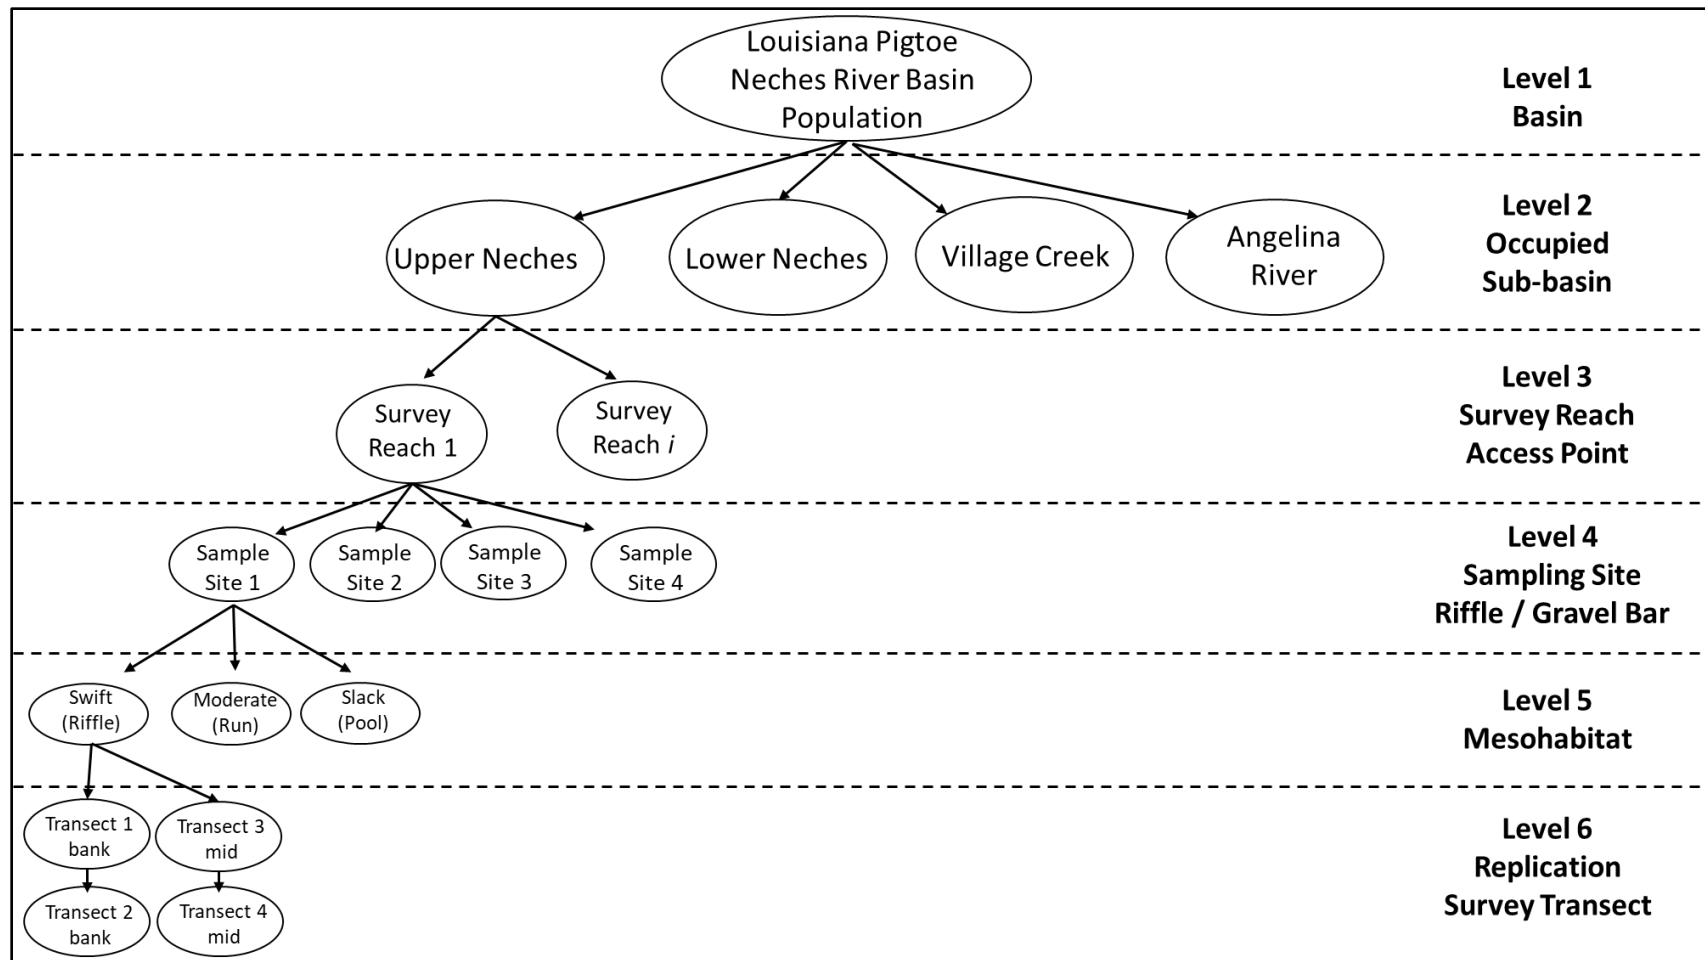 Louisiana Pigtoe
Neches River Basin
Population
Level 1
Basin
Upper Neches
Lower Neches
Village Creek
Angelina
River
Level 2
Occupied
Sub-basin
Survey
Reach 1
Survey
Reach i
Level 3
Survey Reach
Access Point
Sample
Site 1
Sample
Site 2
Sample
Site 3
Sample
Site 4
Level 4
Sampling Site
Riffle / Gravel Bar
Swift
(Riffle)
Moderate
(Run)
Slack
(Pool)
Level 5
Mesohabitat
Transect 1
bank
Transect 3
mid
Transect 2
bank
Transect 4
mid
Level 6
Replication
Survey Transect